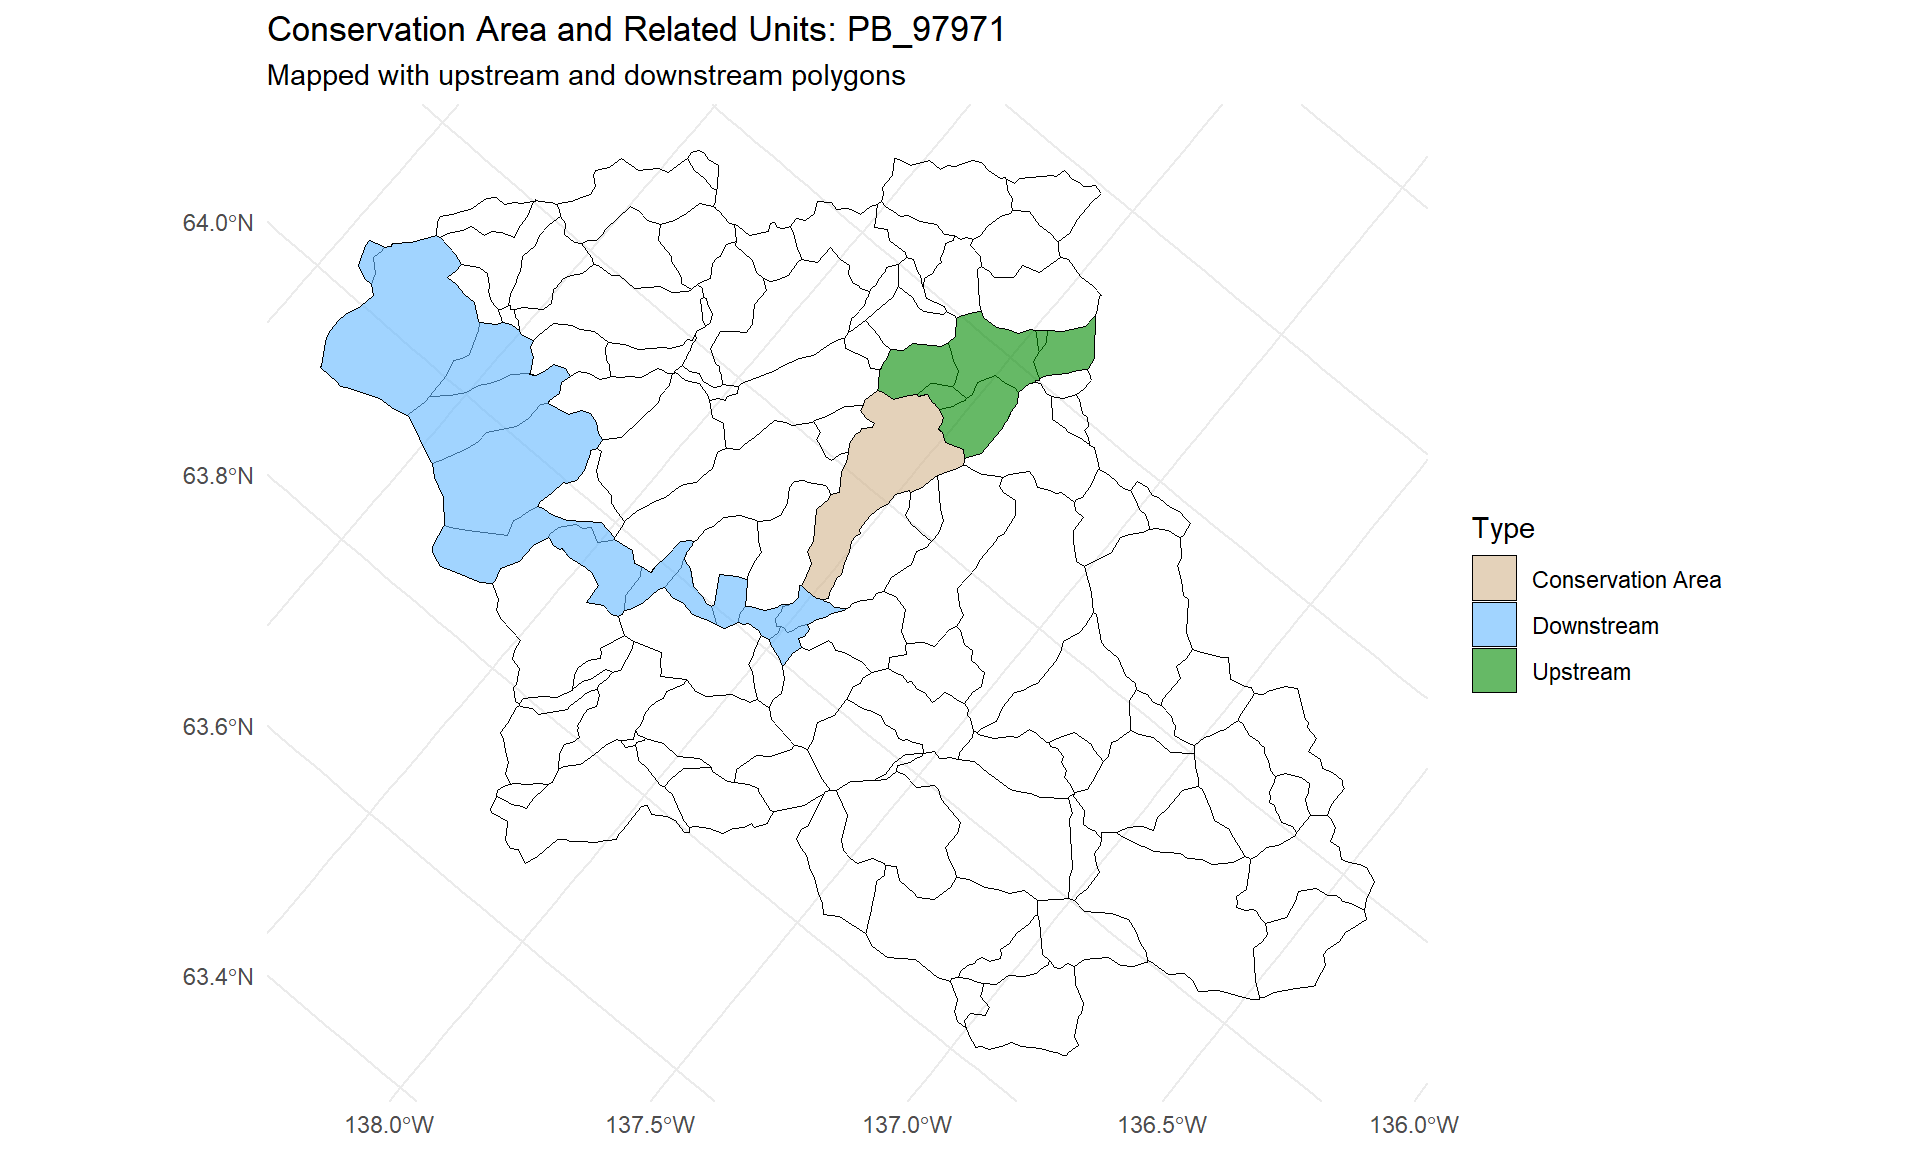 Conservation Area and Related Units: PB_97971
Mapped with upstream and downstream polygons
64.0°N
63.8°N
63.6°N
63.4°N
138.0°W
137.5°W
137.0°W
136.5°W
136.0°W
Type
Conservation Area
Downstream
Upstream